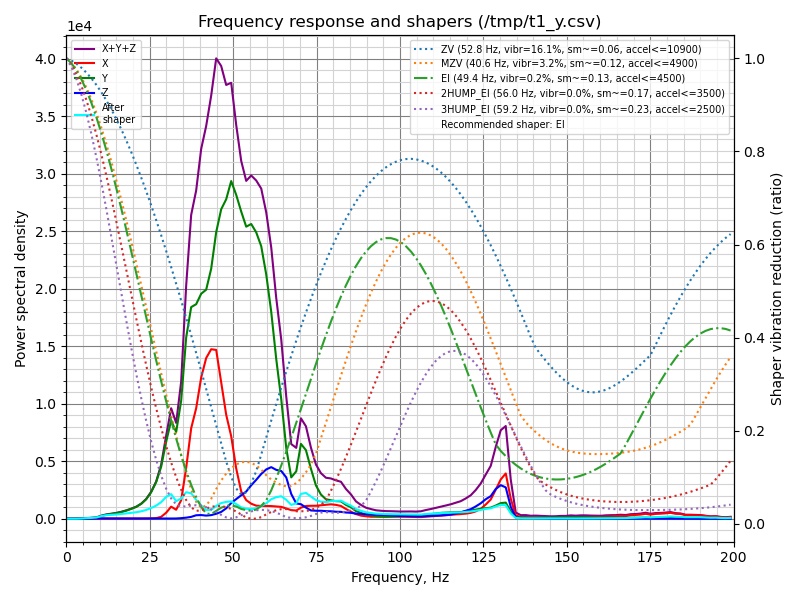 Frequency response and shapers (/tmp/t1_y.csv)
1e4
X+Y+Z
X
Y
Z
After
shaper
ZV (52.8 Hz, vibr=16.1%, sm~=0.06, accel<=10900)
MZV (40.6 Hz, vibr=3.2%, sm~=0.12, accel<=4900)
EI (49.4 Hz, vibr=0.2%, sm~=0.13, accel<=4500)
2HUMP_EI (56.0 Hz, vibr=0.0%, sm~=0.17, accel<=3500)
3HUMP_EI (59.2 Hz, vibr=0.0%, sm~=0.23, accel<=2500)
Recommended shaper: EI
4.0
3.5
3.0
2.5
2.0
1.5
1.0
0.5
0.0
Power spectral density
1.0
0.8
0.6
0.4
0.2
0.0
Shaper vibration reduction (ratio)
0 25 50 75 100 125 150 175 200
Frequency, Hz